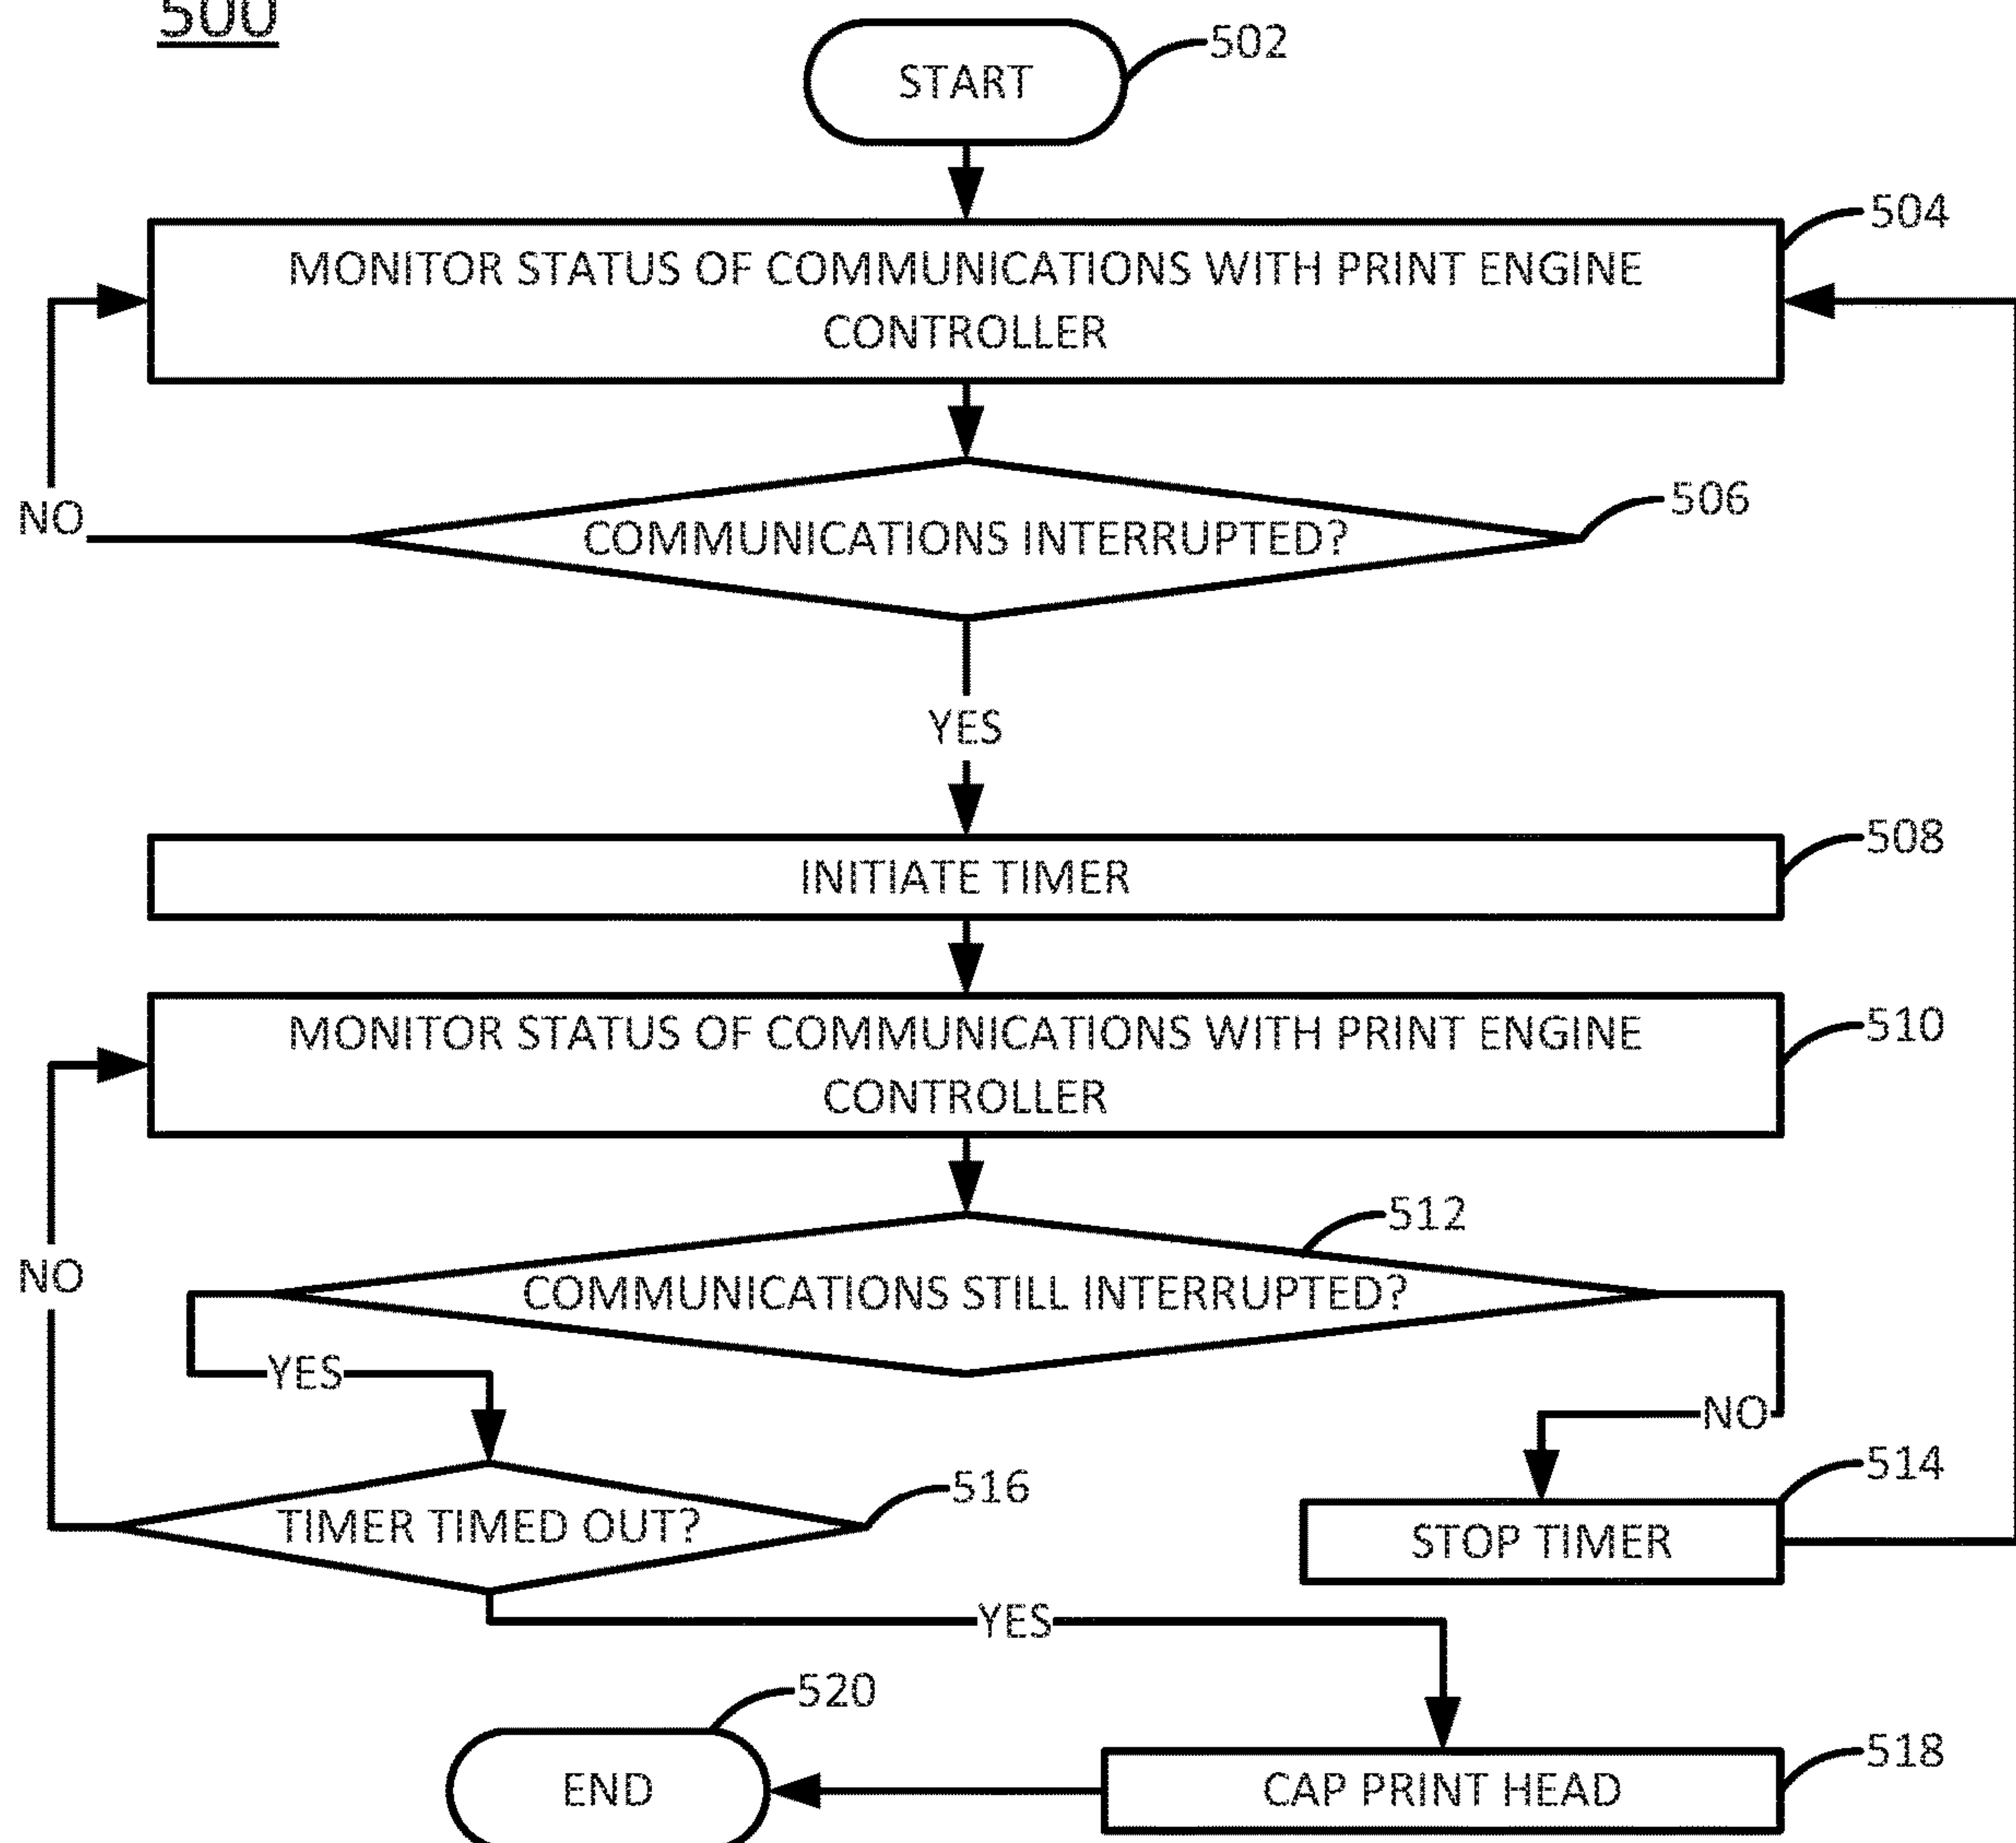 500
START
502
MONITOR STATUS OF COMMUNICATIONS WITH PRINT ENGINE
CONTROLLER
504
COMMUNICATIONS INTERRUPTED?
506
NO
YES
INITIATE TIMER
508
MONITOR STATUS OF COMMUNICATIONS WITH PRINT ENGINE
CONTROLLER
510
COMMUNICATIONS STILL INTERRUPTED?
512
NO
YES
NO
TIMER TIMED OUT?
516
STOP TIMER
514
YES
END
520
CAP PRINT HEAD
518